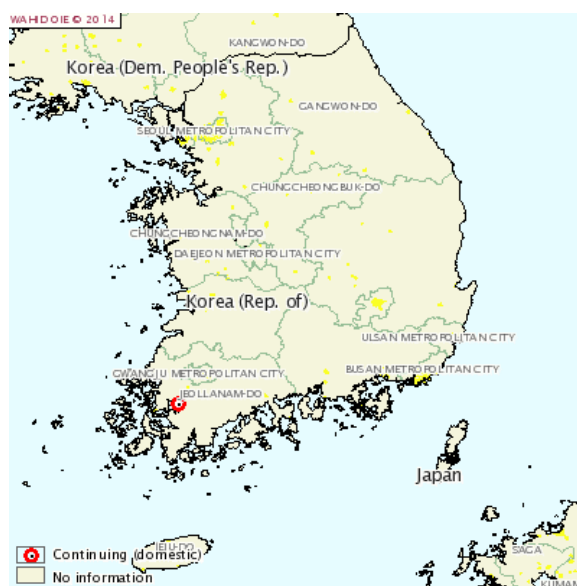 WAHIDOIE © 2014
KANGWON-DO
Korea (Dem. People's Rep.)
GANGWON-DO
SEOUL METROPOLITAN CITY
CHUNGCHEONGBUK-DO
CHUNGCHEONGNAM-DO
DAEJEON METROPOLITAN CITY
Korea (Rep. of)
ULSAN METROPOLITAN CITY
GWANGJU METROPOLITAN CITY
BUSAN METROPOLITAN CITY
JEOLLANAM-DO
Japan
JEJU-DO
SAGA
Continuing (domestic)
No information